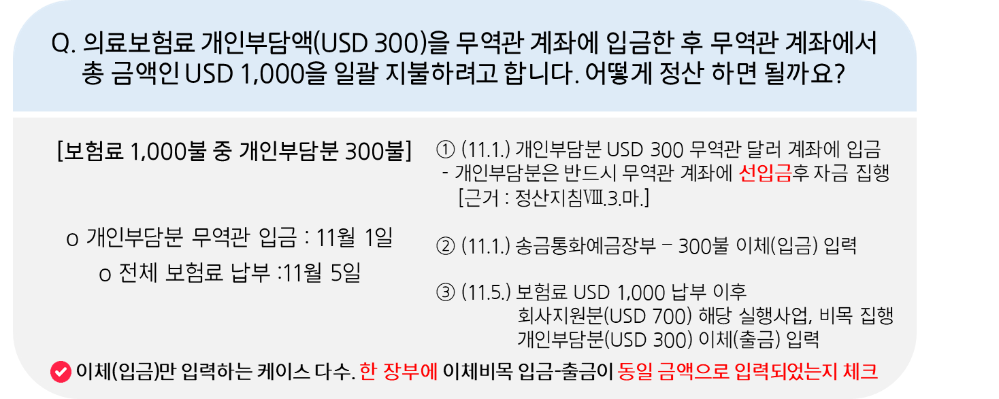 Q. 의료보험료 개인부담액(USD 300)을 무역관 계좌에 입금한 후 무역관 계좌에서
총 금액인 USD 1,000을 일괄 지불하려고 합니다. 어떻게 정산 하면 될까요?
[보험료 1,000불 중 개인부담분 300불]
o 개인부담분 무역관 입금 : 11월 1일
o 전체 보험료 납부 :11월 5일
① (11.1.) 개인부담분 USD 300 무역관 달러 계좌에 입금
- 개인부담분은 반드시 무역관 계좌에 선입금후 자금 집행
[근거 : 정산지침Ⅷ.3.마.]
② (11.1.) 송금통화예금장부 – 300불 이체(입금) 입력
③ (11.5.) 보험료 USD 1,000 납부 이후
회사지원분(USD 700) 해당 실행사업, 비목 집행
개인부담분(USD 300) 이체(출금) 입력
이체(입금)만 입력하는 케이스 다수. 한 장부에 이체비목 입금-출금이 동일 금액으로 입력되었는지 체크